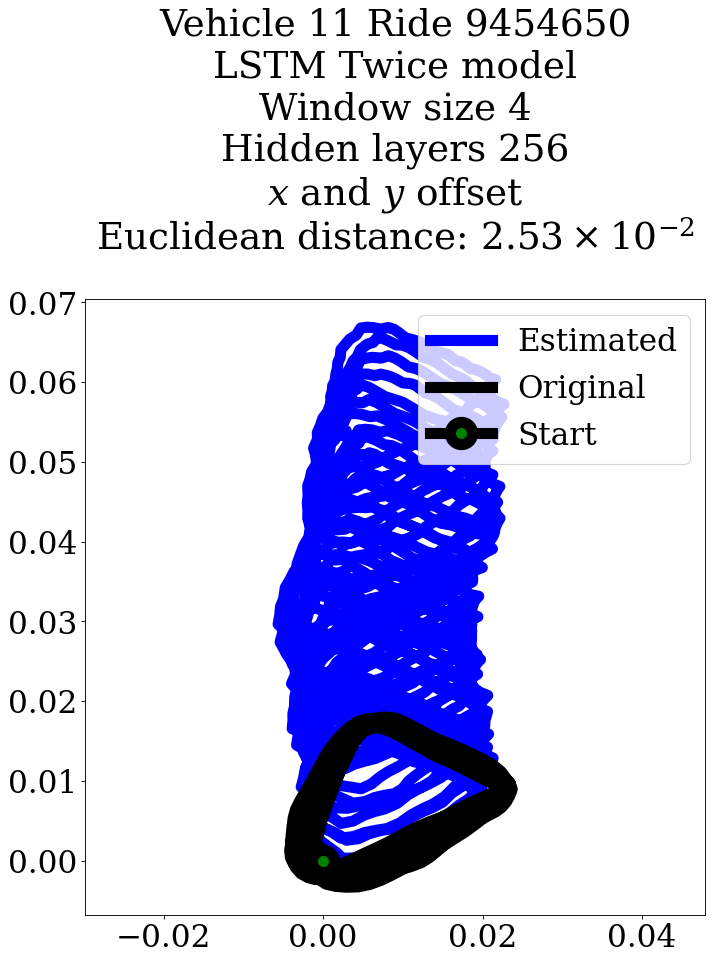 Vehicle 11 Ride 9454650
LSTM Twice model
Window size 4
Hidden layers 256
x and y offset
Euclidean distance: 2.53 × 10⁻²
0.07
0.06
0.05
0.04
0.03
0.02
0.01
0.00
Estimated
Original
Start
−0.02 0.00 0.02 0.04